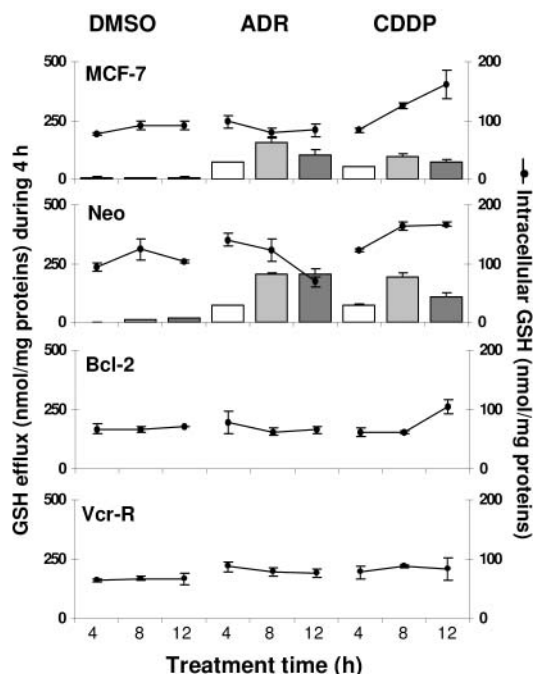 DMSO ADR CDDP
GSH efflux (nmol/mg proteins) during 4 h
500 MCF-7 200
250 100
0 0
500 Neo 200
250 100
0 0
500 Bcl-2 200
250 100
0 0
500 Vcr-R 200
250 100
0 0
4 8 12 4 8 12 4 8 12
Treatment time (h)
Intracellular GSH (nmol/mg proteins)